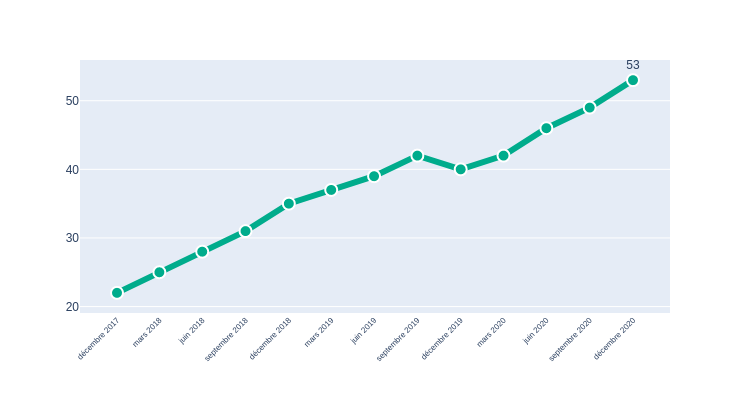 53
50
40
30
20
décembre 2017
mars 2018
juin 2018
septembre 2018
décembre 2018
mars 2019
juin 2019
septembre 2019
décembre 2019
mars 2020
juin 2020
septembre 2020
décembre 2020